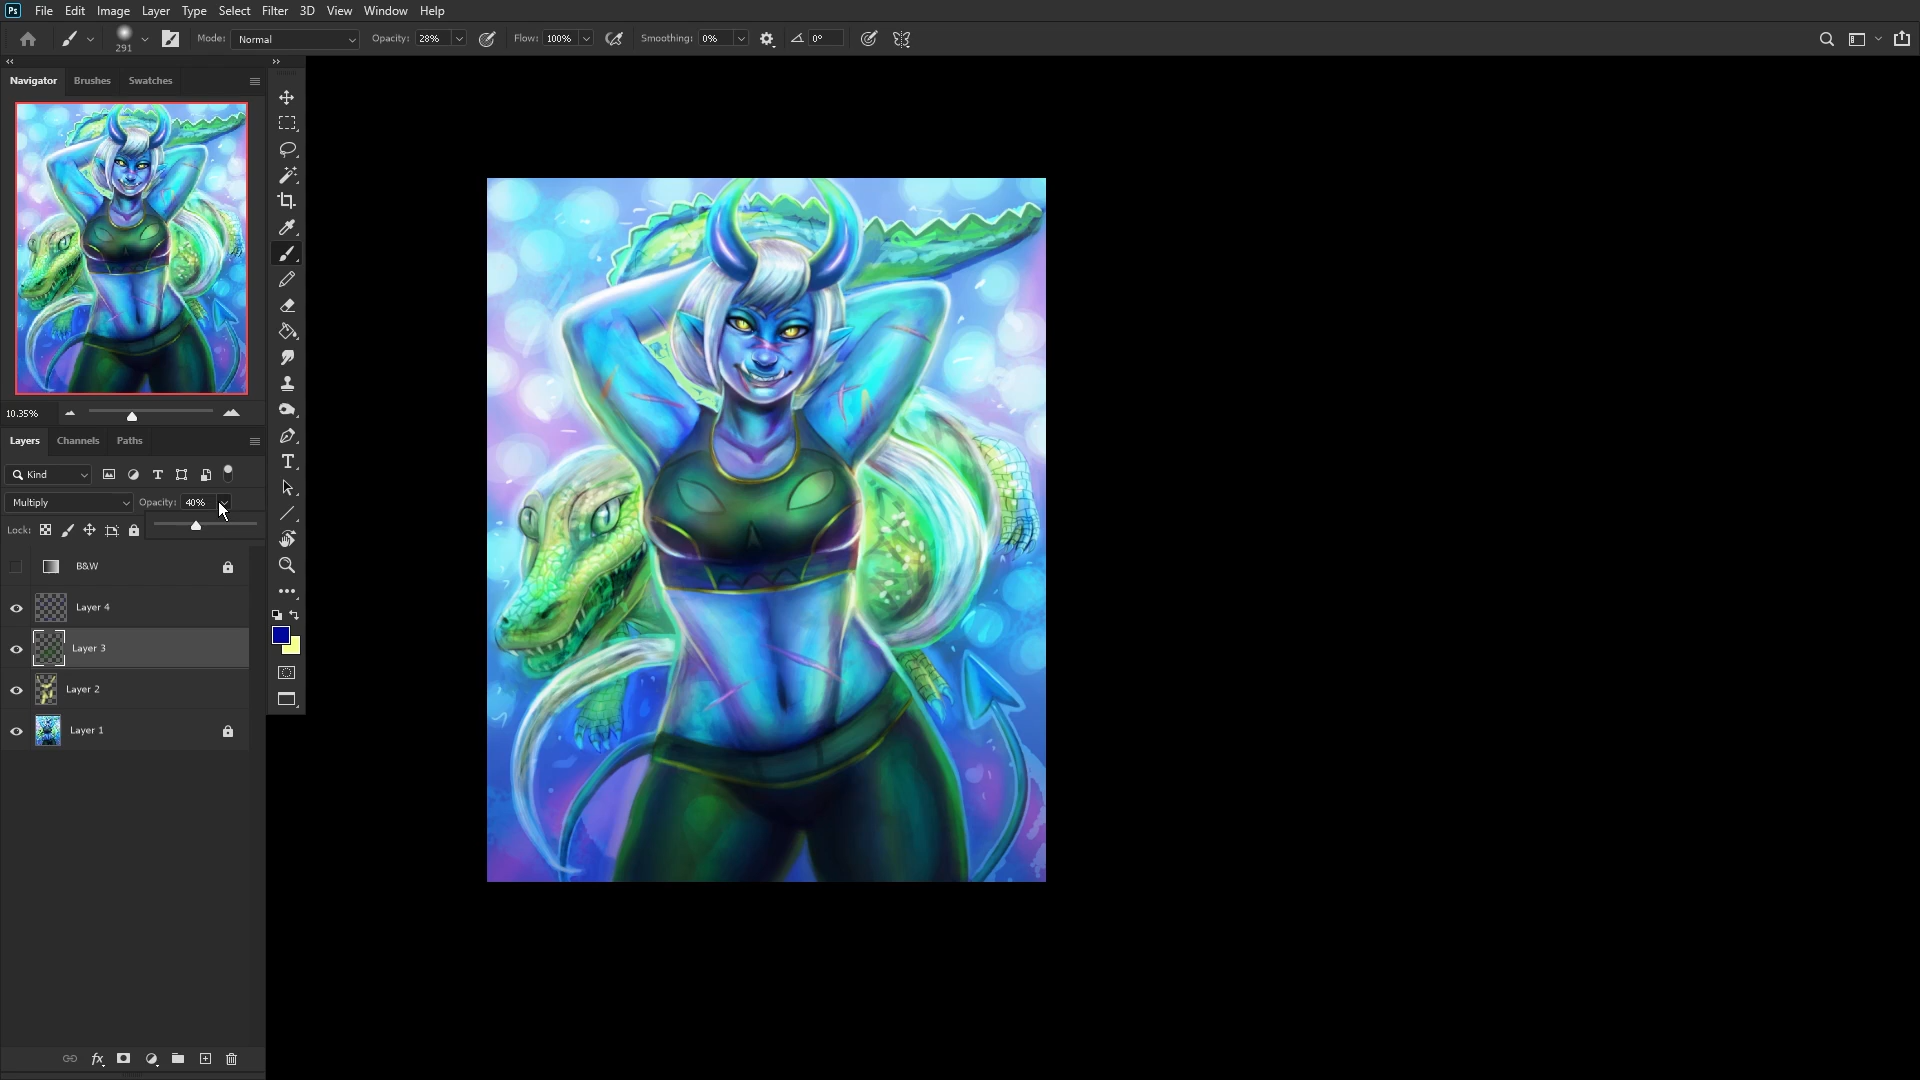 Ps File Edit Image Layer Type Select Filter 3D View Window Help
291 Mode: Normal Opacity: 28% Flow: 100% Smoothing: 0% 0°
Navigator Brushes Swatches
10.35%
Layers Channels Paths
Kind
Multiply Opacity: 40%
Lock:
B&W
Layer 4
Layer 3
Layer 2
Layer 1
fx